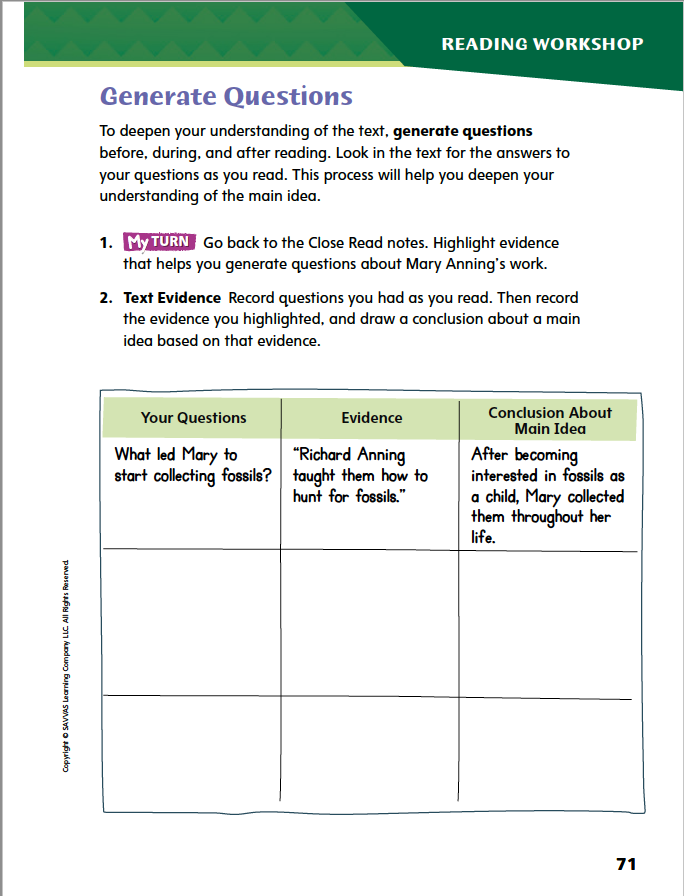 READING WORKSHOP
Generate Questions
To deepen your understanding of the text, generate questions
before, during, and after reading. Look in the text for the answers to
your questions as you read. This process will help you deepen your
understanding of the main idea.
1. My TURN Go back to the Close Read notes. Highlight evidence
that helps you generate questions about Mary Anning’s work.
2. Text Evidence Record questions you had as you read. Then record
the evidence you highlighted, and draw a conclusion about a main
idea based on that evidence.
Your Questions
Evidence
Conclusion About
Main Idea
What led Mary to
start collecting fossils?
“Richard Anning
taught them how to
hunt for fossils.”
After becoming
interested in fossils as
a child, Mary collected
them throughout her
life.
Copyright © SAVVAS Learning Company LLC. All Rights Reserved.
71